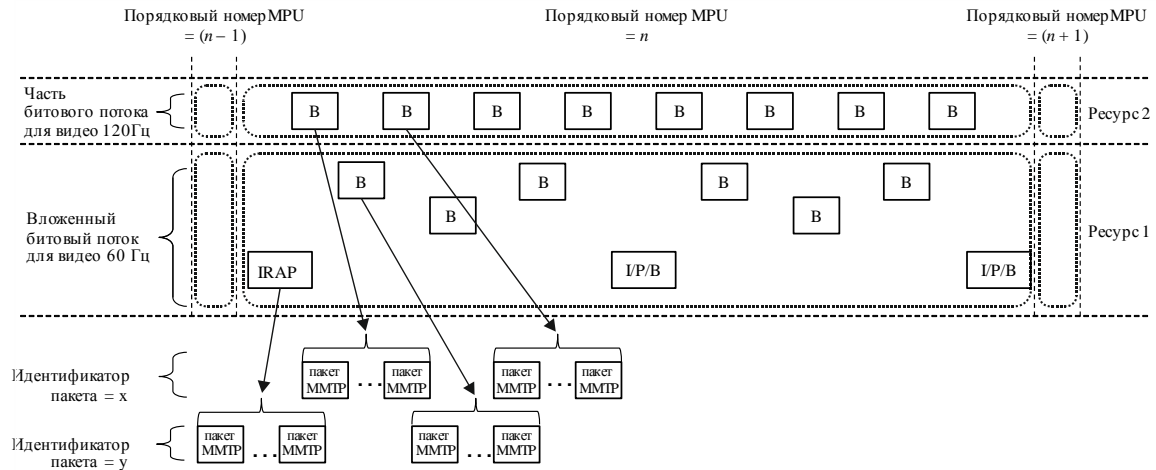 Порядковый номер MPU
= (n – 1)
Порядковый номер MPU
= n
Порядковый номер MPU
= (n + 1)
Часть
битового потока
для видео 120Гц
B B B B B B B B
Ресурс 2
B B B B
Вложенный
битовый поток
для видео 60 Гц
B B
Ресурс 1
IRAP I/P/B I/P/B
Идентификатор
пакета = x
пакет
MMTP
...
пакет
MMTP
пакет
MMTP
...
пакет
MMTP
Идентификатор
пакета = y
пакет
MMTP
...
пакет
MMTP
пакет
MMTP
...
пакет
MMTP